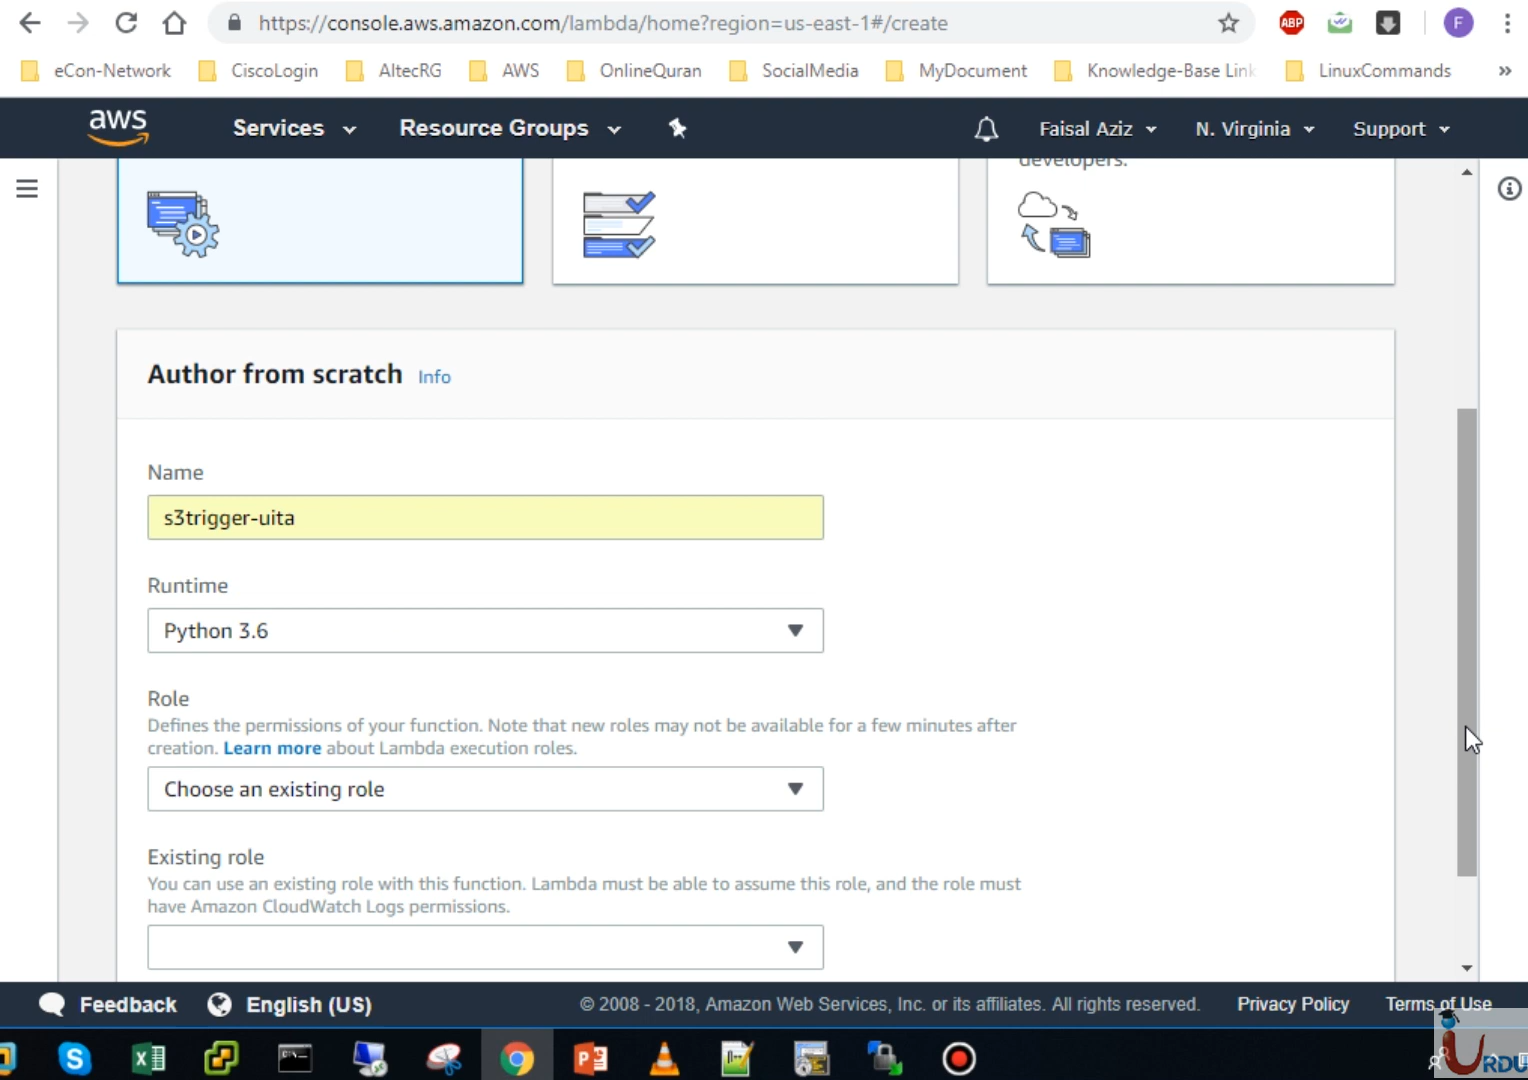 https://console.aws.amazon.com/lambda/home?region=us-east-1#/create
ABP
F
eCon-Network
CiscoLogin
AltecRG
AWS
OnlineQuran
SocialMedia
MyDocument
Knowledge-Base Link
LinuxCommands
»
aws
Services
Resource Groups
Faisal Aziz
N. Virginia
Support
developers.
Author from scratch Info
Name
s3trigger-uita
Runtime
Python 3.6
Role
Defines the permissions of your function. Note that new roles may not be available for a few minutes after
creation. Learn more about Lambda execution roles.
Choose an existing role
Existing role
You can use an existing role with this function. Lambda must be able to assume this role, and the role must
have Amazon CloudWatch Logs permissions.
Feedback
English (US)
© 2008 - 2018, Amazon Web Services, Inc. or its affiliates. All rights reserved.
Privacy Policy
Terms of Use
URDU